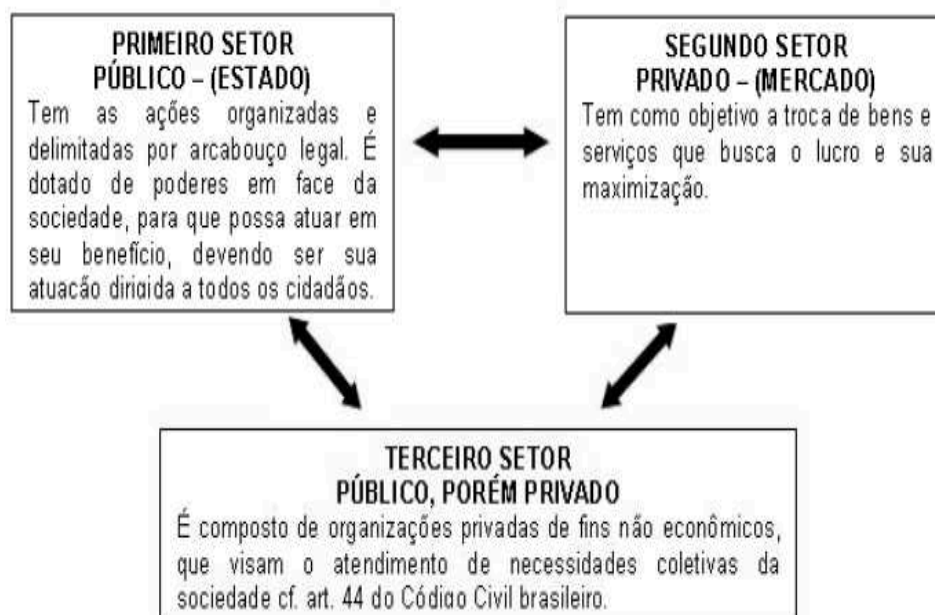 PRIMEIRO SETOR
PÚBLICO – (ESTADO)
Tem as ações organizadas e
delimitadas por arcabouço legal. É
dotado de poderes em face da
sociedade, para que possa atuar em
seu benefício, devendo ser sua
atuação dirigida a todos os cidadãos.
SEGUNDO SETOR
PRIVADO – (MERCADO)
Tem como objetivo a troca de bens e
serviços que busca o lucro e sua
maximização.
TERCEIRO SETOR
PÚBLICO, PORÉM PRIVADO
É composto de organizações privadas de fins não econômicos,
que visam o atendimento de necessidades coletivas da
sociedade cf. art. 44 do Código Civil brasileiro.